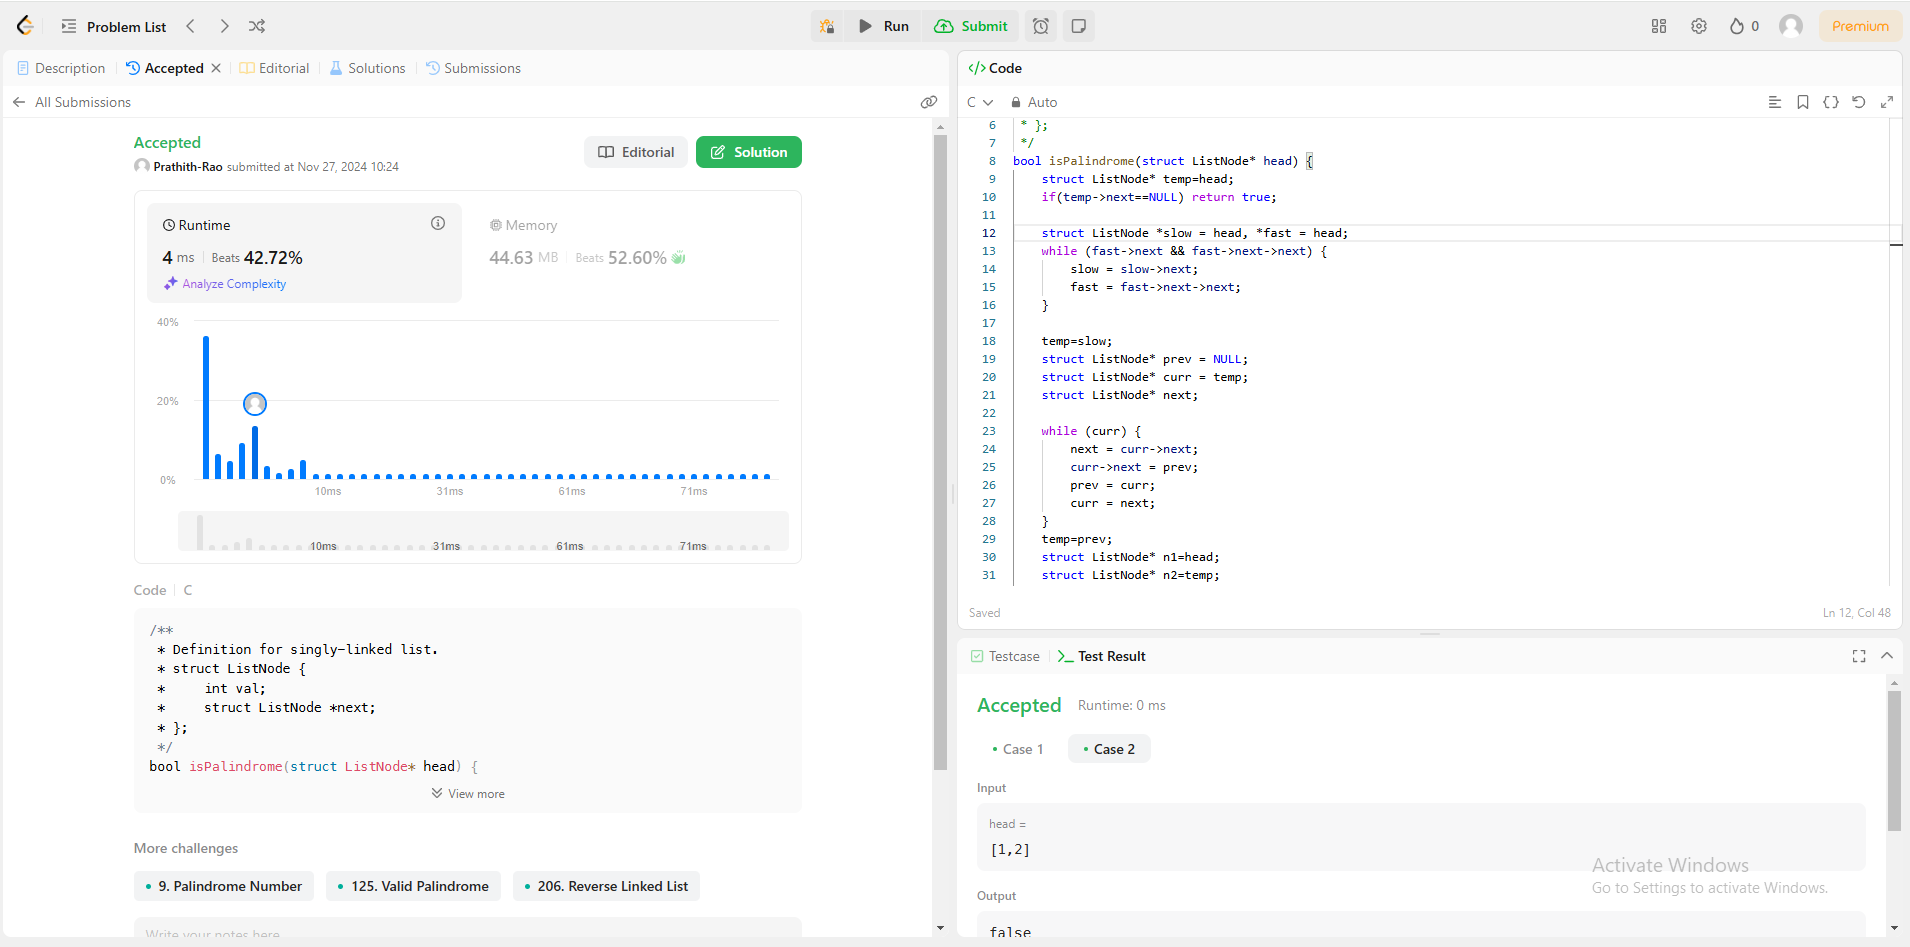 Problem List
Run
Submit
0
Premium
Description
Accepted
Editorial
Solutions
Submissions
All Submissions
Accepted
Prathith-Rao submitted at Nov 27, 2024 10:24
Editorial
Solution
Runtime
4 ms
Beats 42.72%
Analyze Complexity
Memory
44.63 MB
Beats 52.60%
40%
20%
0%
10ms 31ms 61ms 71ms
10ms 31ms 61ms 71ms
Code
C
/**
 * Definition for singly-linked list.
 * struct ListNode {
 *     int val;
 *     struct ListNode *next;
 * };
 */
bool isPalindrome(struct ListNode* head) {
View more
More challenges
9. Palindrome Number
125. Valid Palindrome
206. Reverse Linked List
Write your notes here
</> Code
C
Auto
6  * };
7  */
8 bool isPalindrome(struct ListNode* head) {
9     struct ListNode* temp=head;
10     if(temp->next==NULL) return true;
11
12     struct ListNode *slow = head, *fast = head;
13     while (fast->next && fast->next->next) {
14         slow = slow->next;
15         fast = fast->next->next;
16     }
17
18     temp=slow;
19     struct ListNode* prev = NULL;
20     struct ListNode* curr = temp;
21     struct ListNode* next;
22
23     while (curr) {
24         next = curr->next;
25         curr->next = prev;
26         prev = curr;
27         curr = next;
28     }
29     temp=prev;
30     struct ListNode* n1=head;
31     struct ListNode* n2=temp;
Saved
Ln 12, Col 48
Testcase
Test Result
Accepted
Runtime: 0 ms
Case 1
Case 2
Input
head =
[1,2]
Output
false
Activate Windows
Go to Settings to activate Windows.